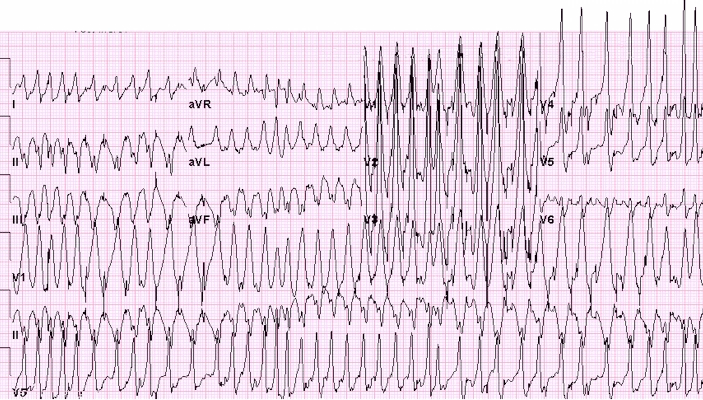 I aVR V1 V4
II aVL V2 V5
III aVF V3 V6
V1
II
V5